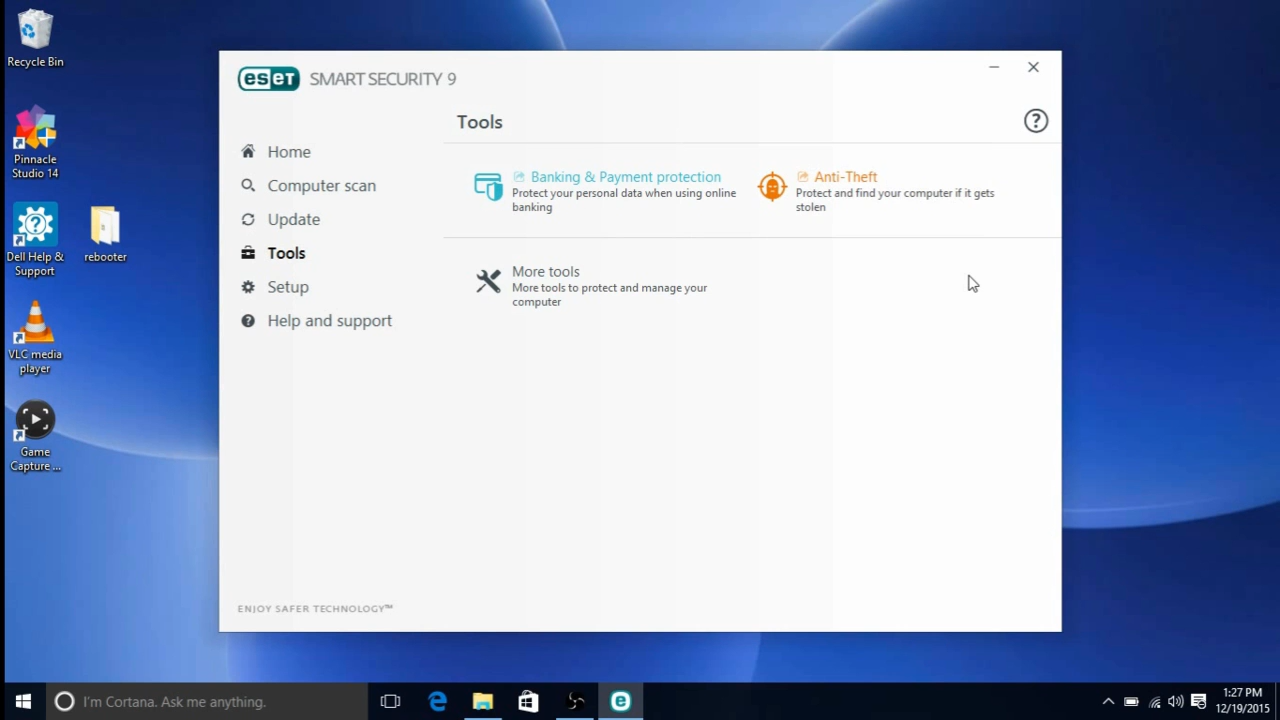 Recycle Bin
Pinnacle
Studio 14
Dell Help &
Support
rebooter
VLC media
player
Game
Capture ...
eset SMART SECURITY 9
Home
Computer scan
Update
Tools
Setup
Help and support
ENJOY SAFER TECHNOLOGY™
Tools
Banking & Payment protection
Protect your personal data when using online
banking
Anti-Theft
Protect and find your computer if it gets
stolen
More tools
More tools to protect and manage your
computer
I'm Cortana. Ask me anything.
1:27 PM
12/19/2015